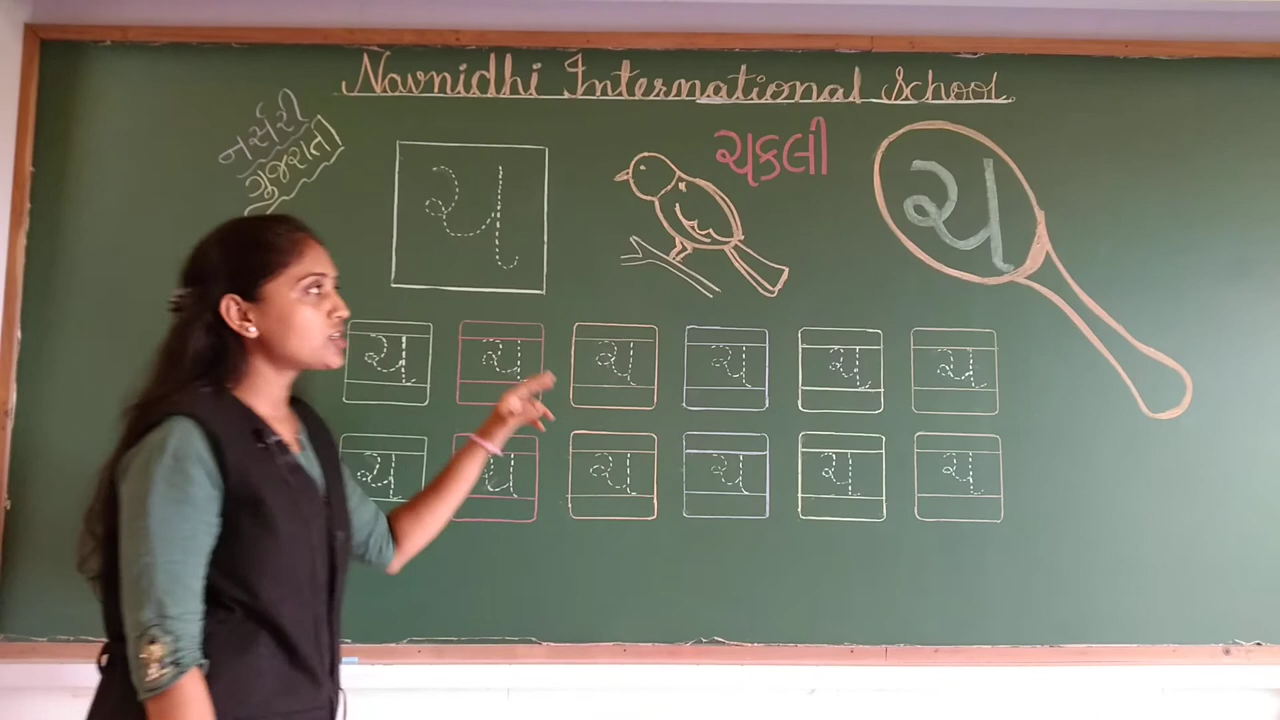 Navnidhi International School
નર્સરી
ગુજરાતી
ચ
ચકલી
ચ
ચ ચ ચ ચ ચ ચ
ચ ચ ચ ચ ચ ચ